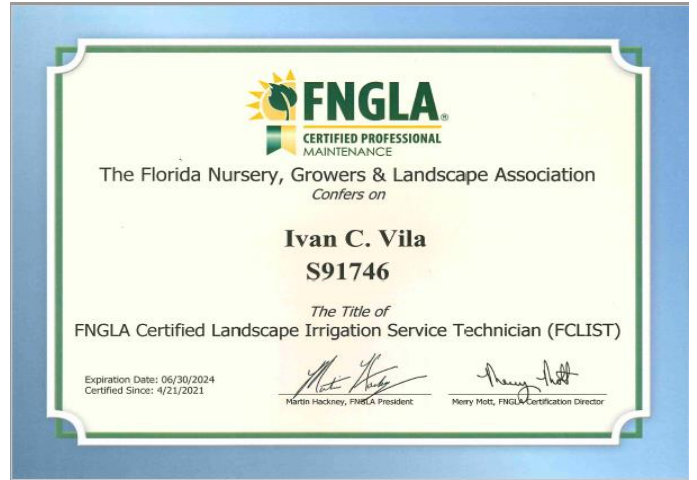 FNGLA®
CERTIFIED PROFESSIONAL
MAINTENANCE
The Florida Nursery, Growers & Landscape Association
Confers on
Ivan C. Vila
S91746
The Title of
FNGLA Certified Landscape Irrigation Service Technician (FCLIST)
Expiration Date: 06/30/2024
Certified Since: 4/21/2021
Martin Hackney, FNGLA President
Merry Mott, FNGLA Certification Director